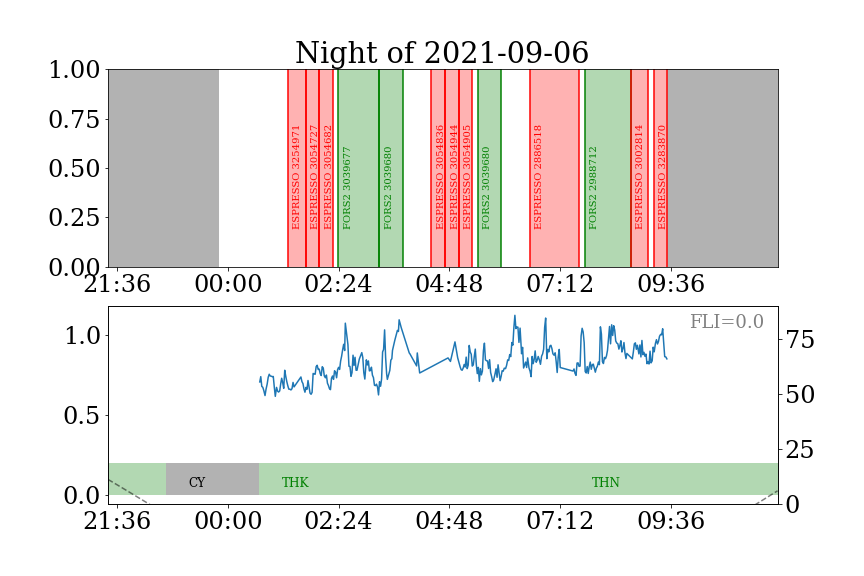 Night of 2021-09-06
1.00
0.75
0.50
0.25
0.00
ESPRESSO 3254971
ESPRESSO 3054727
ESPRESSO 3054682
FORS2 3039677
FORS2 3039680
ESPRESSO 3054836
ESPRESSO 3054944
ESPRESSO 3054905
FORS2 3039680
ESPRESSO 2886518
FORS2 2988712
ESPRESSO 3002814
ESPRESSO 3283870
21:36 00:00 02:24 04:48 07:12 09:36
FLI=0.0
1.0
0.5
0.0
75
50
25
0
CY THK THN
21:36 00:00 02:24 04:48 07:12 09:36